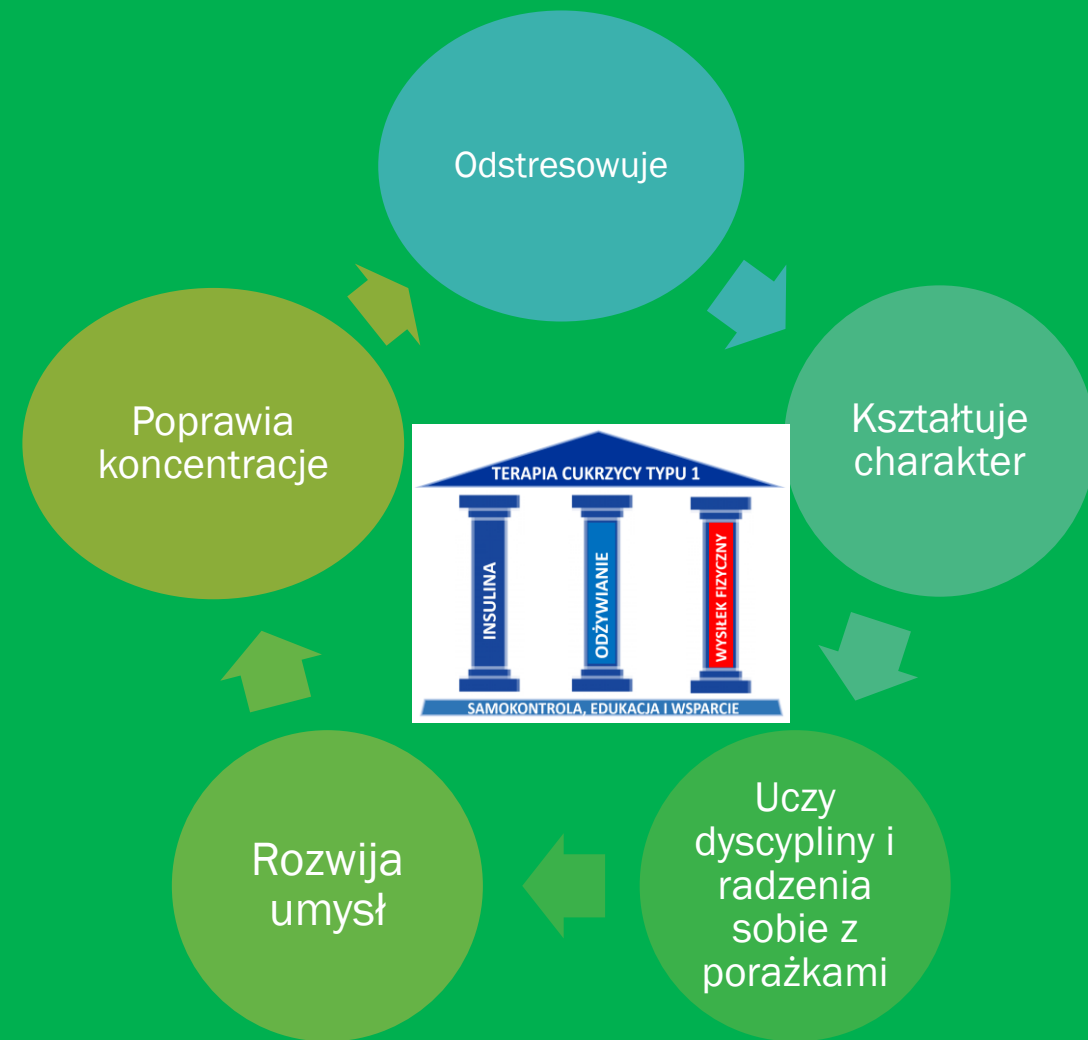 Odstresowuje
Kształtuje
charakter
Uczy
dyscypliny i
radzenia
sobie z
porażkami
Rozwija
umysł
Poprawia
koncentracje
TERAPIA CUKRZYCY TYPU 1
INSULINA
ODŻYWIANIE
WYSIŁEK FIZYCZNY
SAMOKONTROLA, EDUKACJA I WSPARCIE